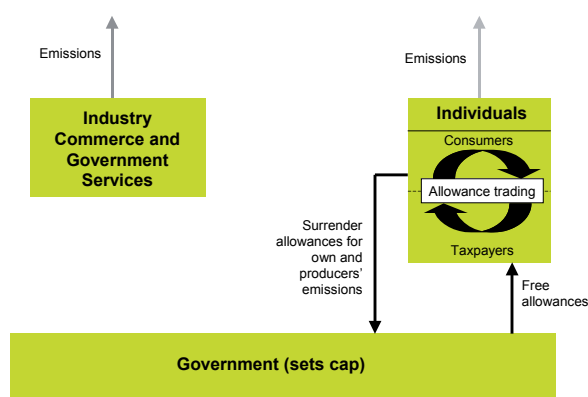 Emissions
Emissions
Industry
Commerce and
Government
Services
Individuals
Consumers
Allowance trading
Taxpayers
Surrender
allowances for
own and
producers’
emissions
Free
allowances
Government (sets cap)